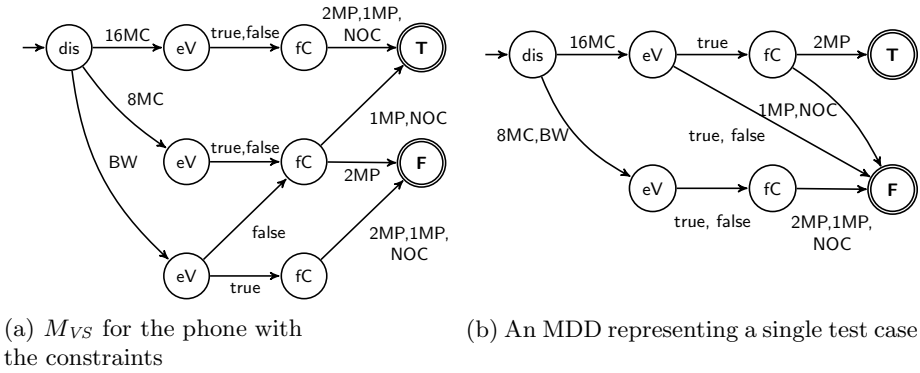 dis
16MC
eV
true,false
fC
2MP,1MP,
NOC
T
8MC
eV
true,false
fC
1MP,NOC
2MP
F
BW
false
eV
true
fC
2MP,1MP,
NOC
(a) MVS for the phone with
the constraints
dis
16MC
eV
true
fC
2MP
T
1MP,NOC
true, false
8MC,BW
eV
true, false
fC
2MP,1MP,
NOC
F
(b) An MDD representing a single test case